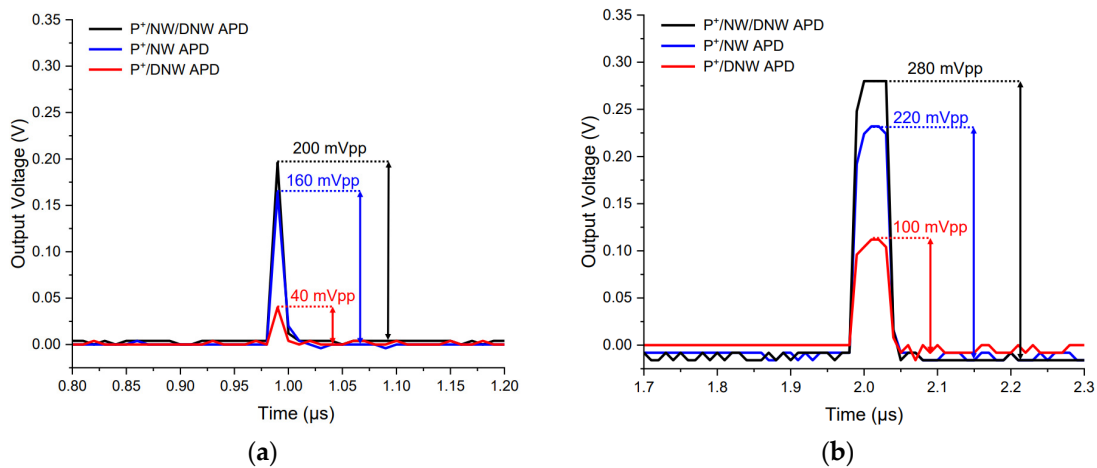 P⁺/NW/DNW APD
P⁺/NW APD
P⁺/DNW APD
0.35
0.30
0.25
0.20
0.15
0.10
0.05
0.00
Output Voltage (V)
200 mVpp
160 mVpp
40 mVpp
0.80 0.85 0.90 0.95 1.00 1.05 1.10 1.15 1.20
Time (µs)
(a)
P⁺/NW/DNW APD
P⁺/NW APD
P⁺/DNW APD
0.35
0.30
0.25
0.20
0.15
0.10
0.05
0.00
Output Voltage (V)
280 mVpp
220 mVpp
100 mVpp
1.7 1.8 1.9 2.0 2.1 2.2 2.3
Time (µs)
(b)